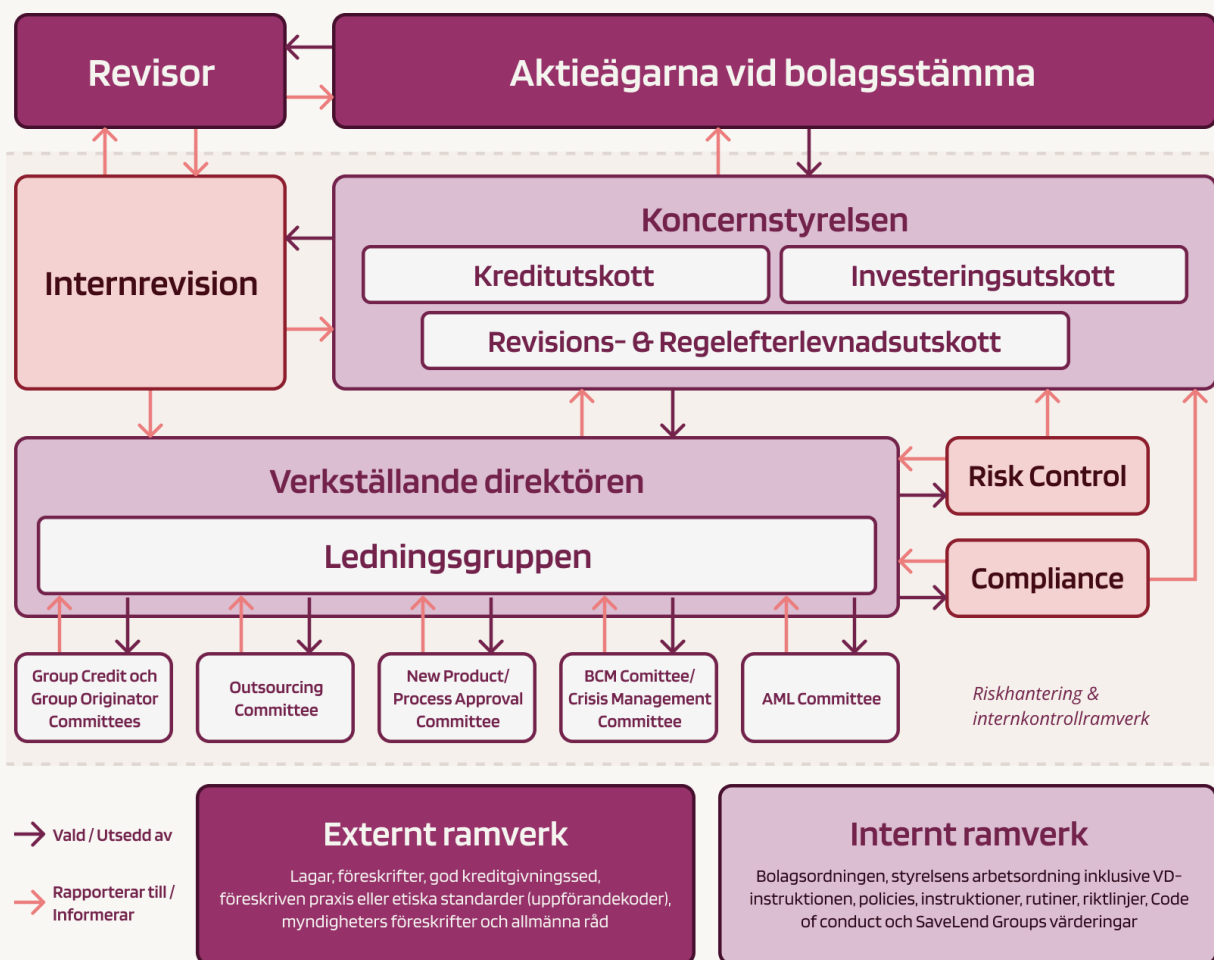 Revisor
Aktieägarna vid bolagsstämma
Internrevision
Koncernstyrelsen
Kreditutskott
Investeringsutskott
Revisions- & Regelefterlevnadsutskott
Verkställande direktören
Ledningsgruppen
Risk Control
Compliance
Group Credit och
Group Originator
Committees
Outsourcing
Committee
New Product/
Process Approval
Committee
BCM Comittee/
Crisis Management
Committee
AML Committee
Riskhantering &
internkontrollramverk
Vald / Utsedd av
Rapporterar till /
Informerar
Externt ramverk
Lagar, föreskrifter, god kreditgivningssed,
föreskriven praxis eller etiska standarder (uppförandekoder),
myndigheters föreskrifter och allmänna råd
Internt ramverk
Bolagsordningen, styrelsens arbetsordning inklusive VD-
instruktionen, policies, instruktioner, rutiner, riktlinjer, Code
of conduct och SaveLend Groups värderingar